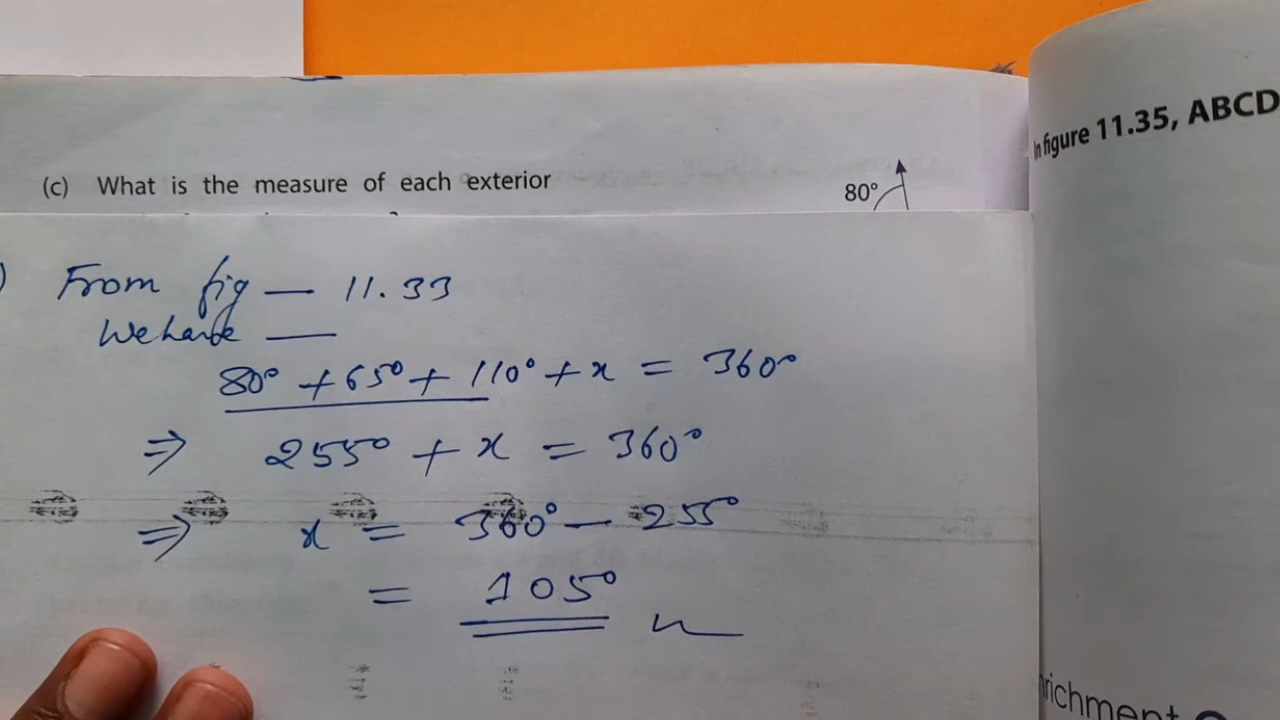 In figure 11.35, ABCD
(c) What is the measure of each exterior
80°
) From fig — 11.33
We have —
80° + 65° + 110° + x = 360°
⇒ 255° + x = 360°
⇒ x = 360° — 255°
= 105°